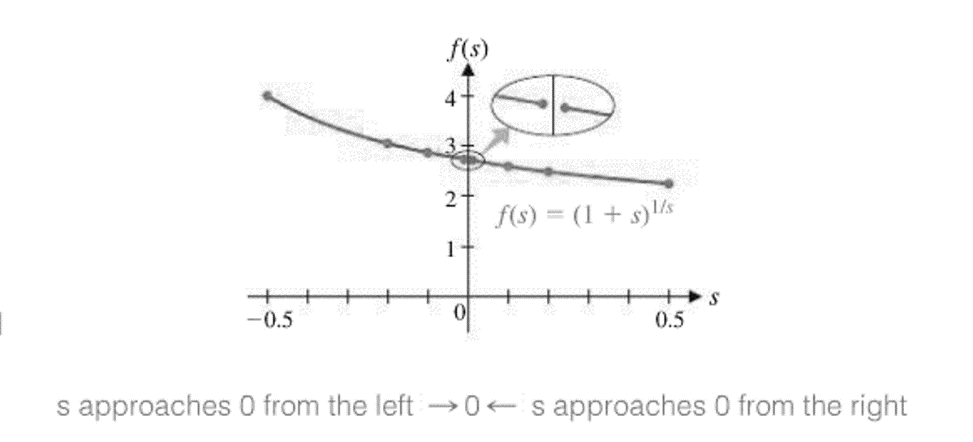 f(s)
4
3
2
f(s) = (1 + s)^{1/s}
1
0
s
−0.5
0.5
s approaches 0 from the left → 0 ← s approaches 0 from the right